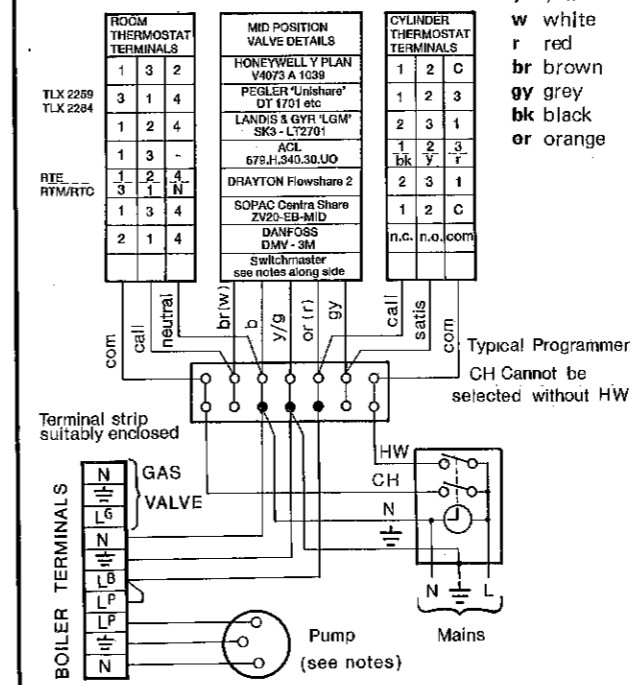 ROOM
THERMOSTAT
TERMINALS
MID POSITION
VALVE DETAILS
CYLINDER
THERMOSTAT
TERMINALS
w white
r red
br brown
gy grey
bk black
or orange
1 3 2
HONEYWELL Y PLAN
V4073 A 1039
1 2 C
TLX 2259
TLX 2284
3 1 4
PEGLER 'Unishare'
DT 1701 etc
1 2 3
1 2 4
LANDIS & GYR 'LGM'
SK3 - LT2701
2 3 1
1 3 -
ACL
679.H.340.30.UO
1 2 3
bk y r
RTE
RTM/RTC
1 2 4
3 1 N
DRAYTON Flowshare 2
2 3 1
1 3 4
SOPAC Centra Share
ZV20-EB-MID
1 2 C
2 1 4
DANFOSS
DMV - 3M
n.c. n.o. com
Switchmaster
see notes along side
com
call
neutral
br(w)
b
y/g
or (r)
gy
call
satis
com
Typical Programmer
CH Cannot be
selected without HW
Terminal strip
suitably enclosed
HW
CH
N
BOILER TERMINALS
N
LG
GAS
VALVE
N
LB
LP
LP
N
Pump
(see notes)
N L
Mains